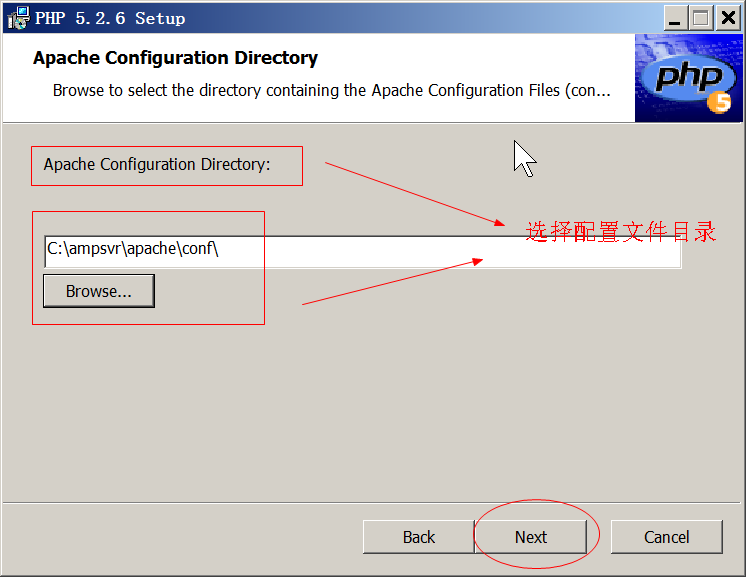 PHP 5.2.6 Setup
Apache Configuration Directory
Browse to select the directory containing the Apache Configuration Files (con...
php
5
Apache Configuration Directory:
选择配置文件目录
C:\ampsvr\apache\conf\
Browse...
Back
Next
Cancel